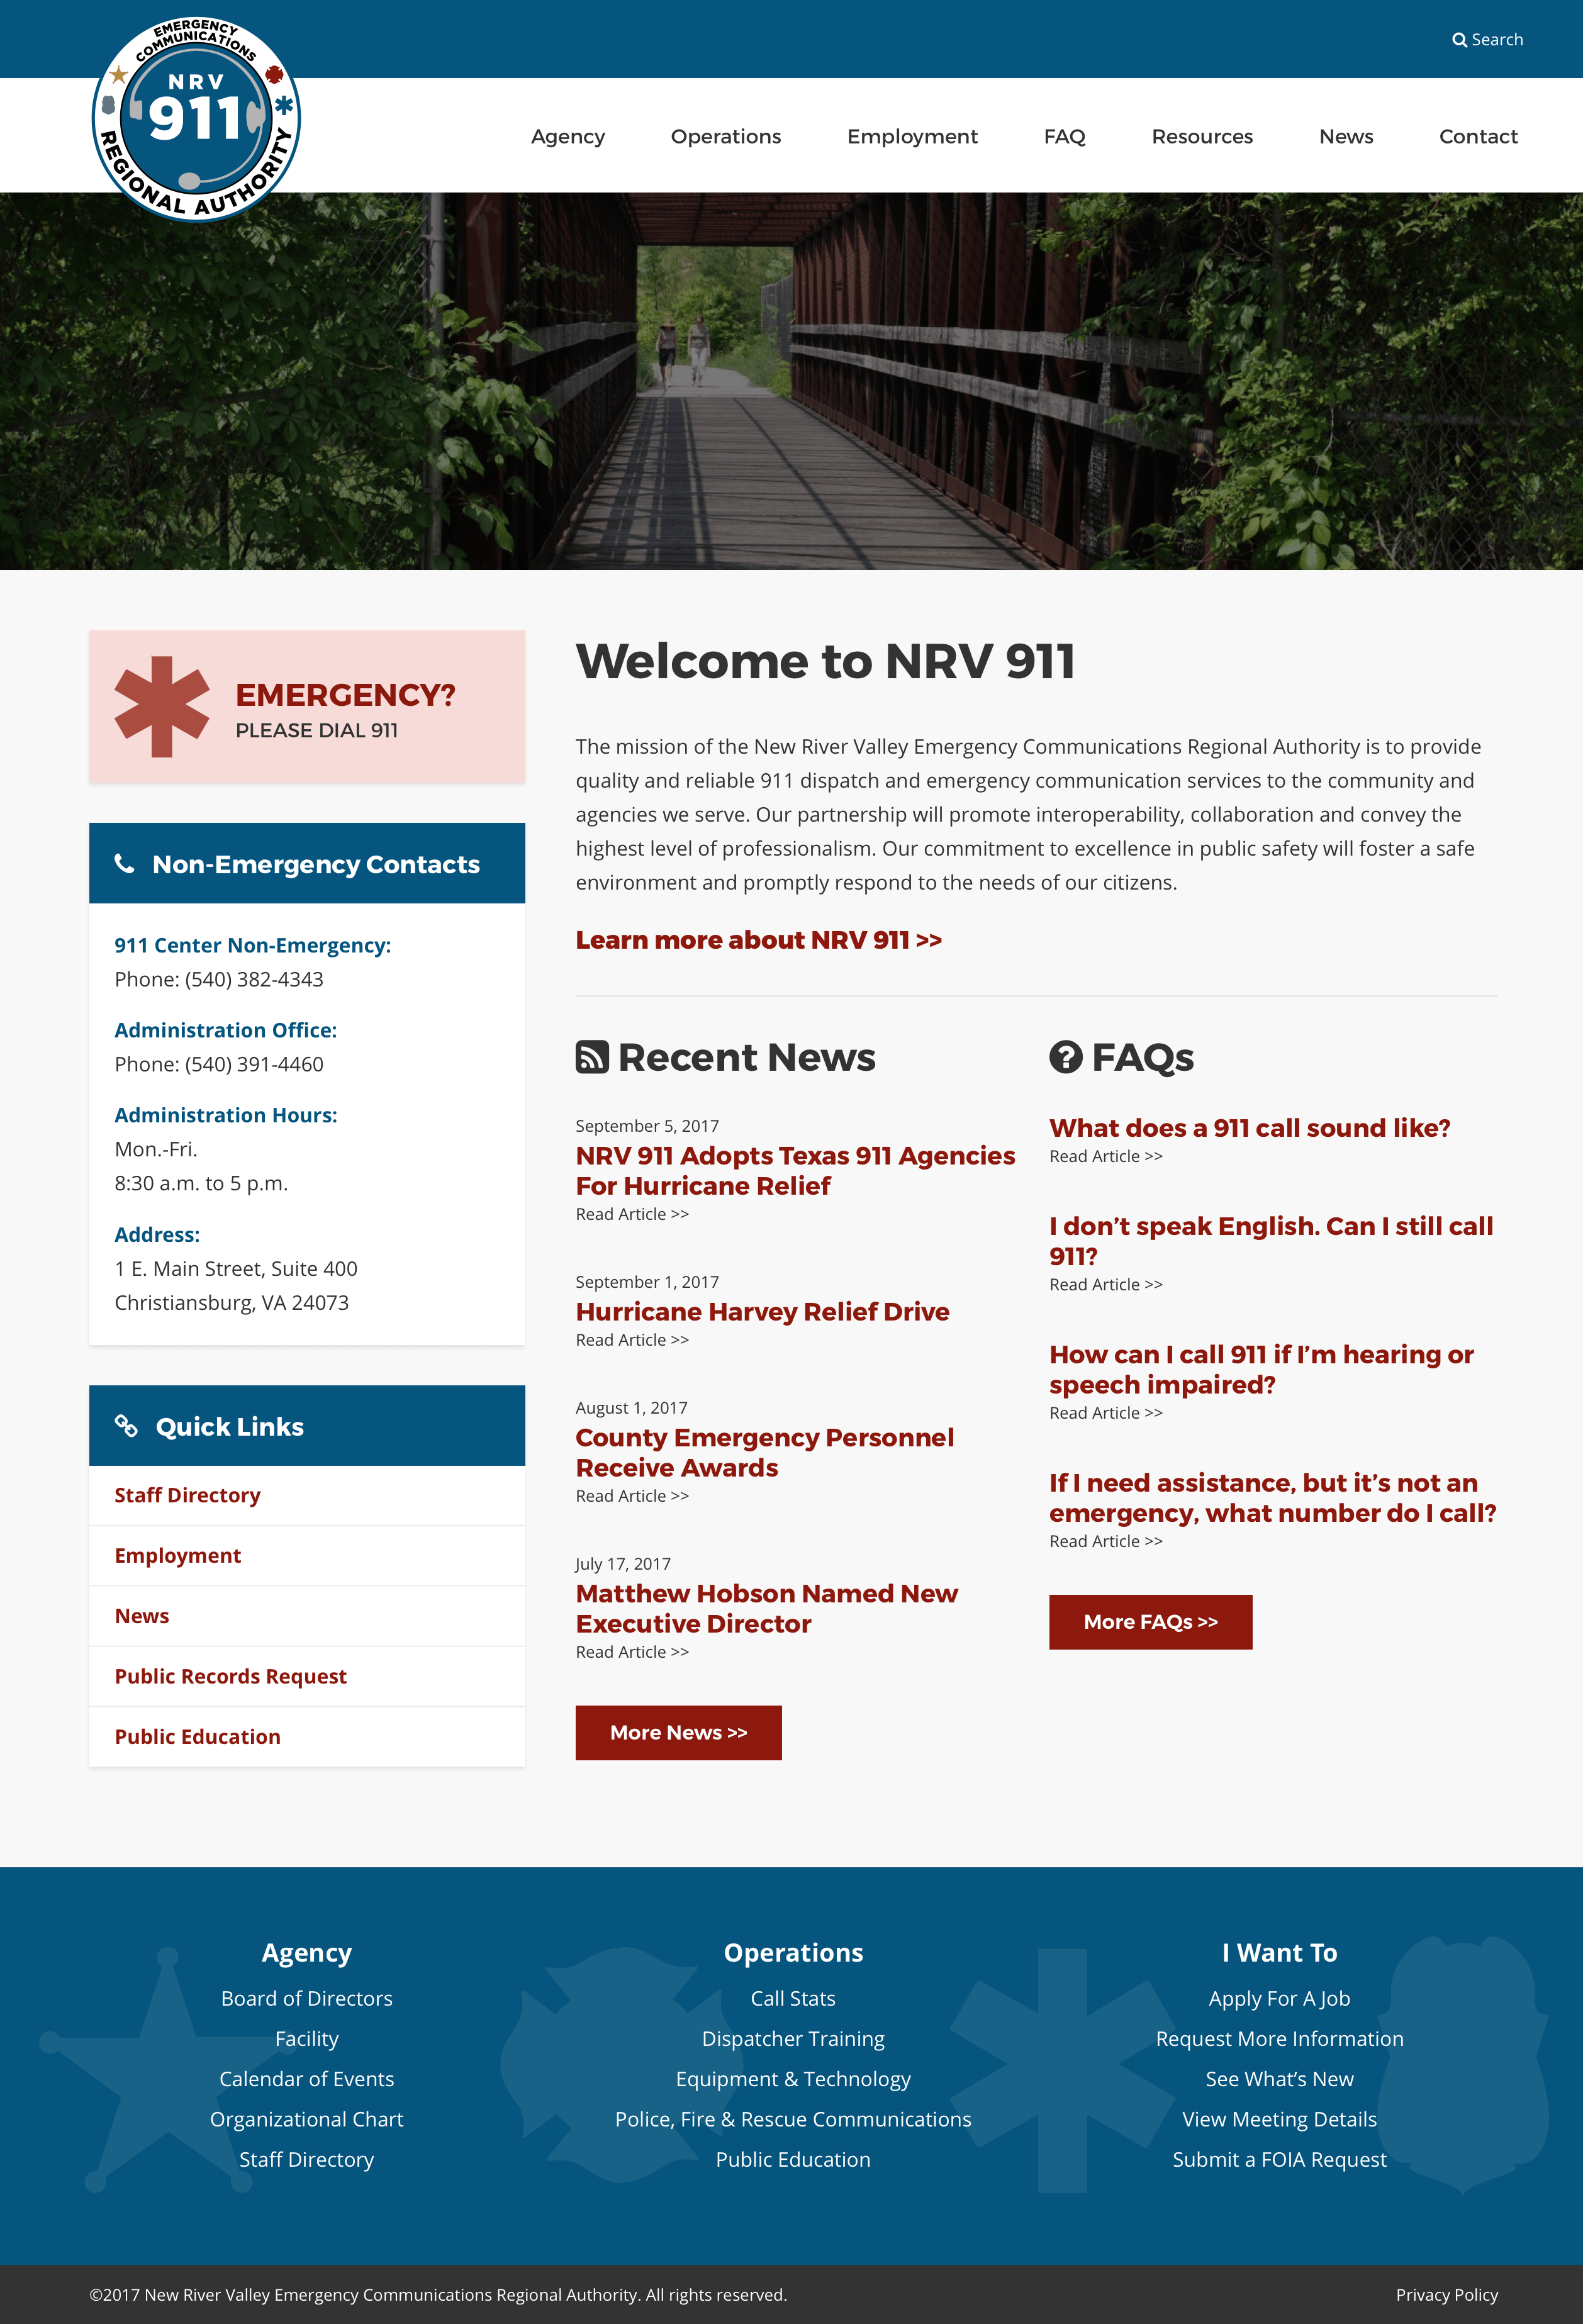 EMERGENCY
COMMUNICATIONS
NRV
911
REGIONAL AUTHORITY
Search
Agency
Operations
Employment
FAQ
Resources
News
Contact
EMERGENCY?
PLEASE DIAL 911
Non-Emergency Contacts
911 Center Non-Emergency:
Phone: (540) 382-4343
Administration Office:
Phone: (540) 391-4460
Administration Hours:
Mon.-Fri.
8:30 a.m. to 5 p.m.
Address:
1 E. Main Street, Suite 400
Christiansburg, VA 24073
Quick Links
Staff Directory
Employment
News
Public Records Request
Public Education
Welcome to NRV 911
The mission of the New River Valley Emergency Communications Regional Authority is to provide
quality and reliable 911 dispatch and emergency communication services to the community and
agencies we serve. Our partnership will promote interoperability, collaboration and convey the
highest level of professionalism. Our commitment to excellence in public safety will foster a safe
environment and promptly respond to the needs of our citizens.
Learn more about NRV 911 >>
Recent News
September 5, 2017
NRV 911 Adopts Texas 911 Agencies
For Hurricane Relief
Read Article >>
September 1, 2017
Hurricane Harvey Relief Drive
Read Article >>
August 1, 2017
County Emergency Personnel
Receive Awards
Read Article >>
July 17, 2017
Matthew Hobson Named New
Executive Director
Read Article >>
More News >>
FAQs
What does a 911 call sound like?
Read Article >>
I don’t speak English. Can I still call
911?
Read Article >>
How can I call 911 if I’m hearing or
speech impaired?
Read Article >>
If I need assistance, but it’s not an
emergency, what number do I call?
Read Article >>
More FAQs >>
Agency
Board of Directors
Facility
Calendar of Events
Organizational Chart
Staff Directory
Operations
Call Stats
Dispatcher Training
Equipment & Technology
Police, Fire & Rescue Communications
Public Education
I Want To
Apply For A Job
Request More Information
See What’s New
View Meeting Details
Submit a FOIA Request
©2017 New River Valley Emergency Communications Regional Authority. All rights reserved.
Privacy Policy